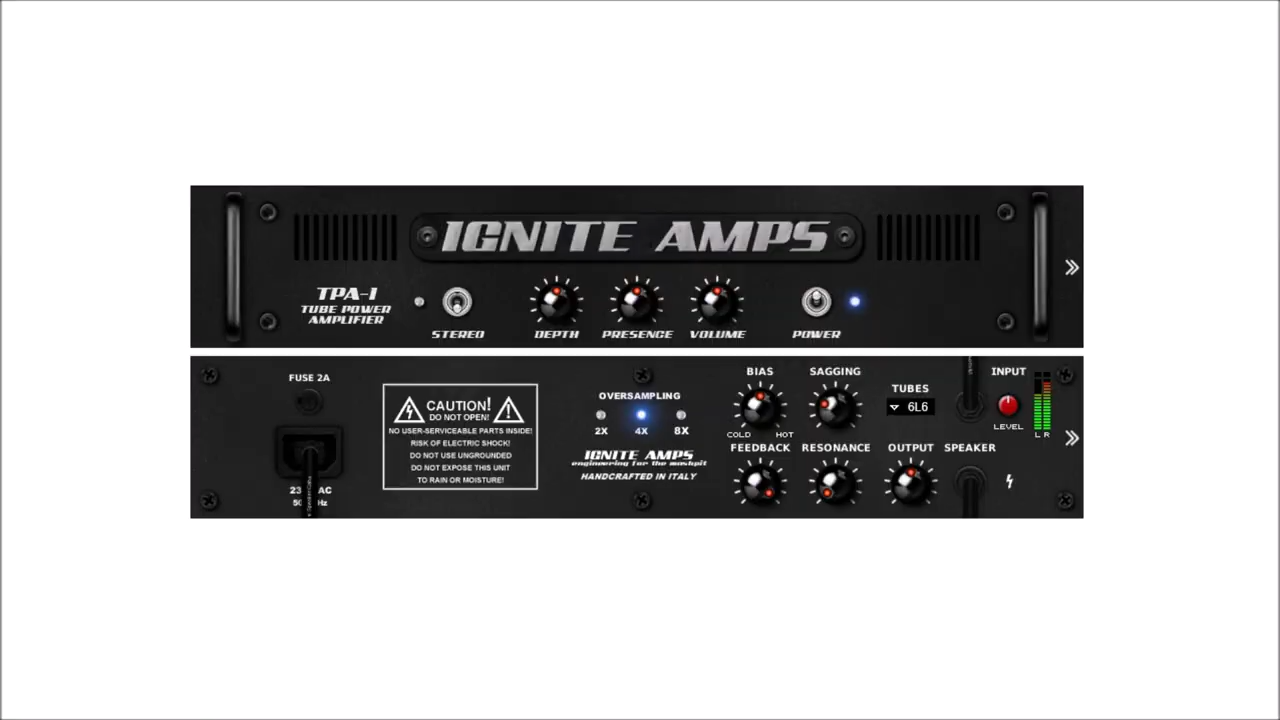 IGNITE AMPS
TPA-1
TUBE POWER
AMPLIFIER
STEREO
DEPTH
PRESENCE
VOLUME
POWER
FUSE 2A
CAUTION!
DO NOT OPEN!
NO USER-SERVICEABLE PARTS INSIDE!
RISK OF ELECTRIC SHOCK!
DO NOT USE UNGROUNDED
DO NOT EXPOSE THIS UNIT
TO RAIN OR MOISTURE!
OVERSAMPLING
2X 4X 8X
IGNITE AMPS
engineering for the moshpit
HANDCRAFTED IN ITALY
BIAS
SAGGING
TUBES
6L6
INPUT
LEVEL
L R
COLD HOT
FEEDBACK
RESONANCE
OUTPUT
SPEAKER